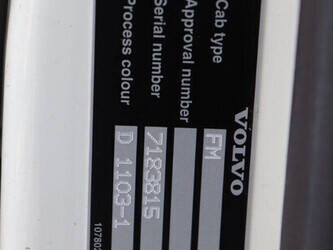 VOLVO
Cab type FM
Approval number
Serial number 7183815
Process colour D 1103-1